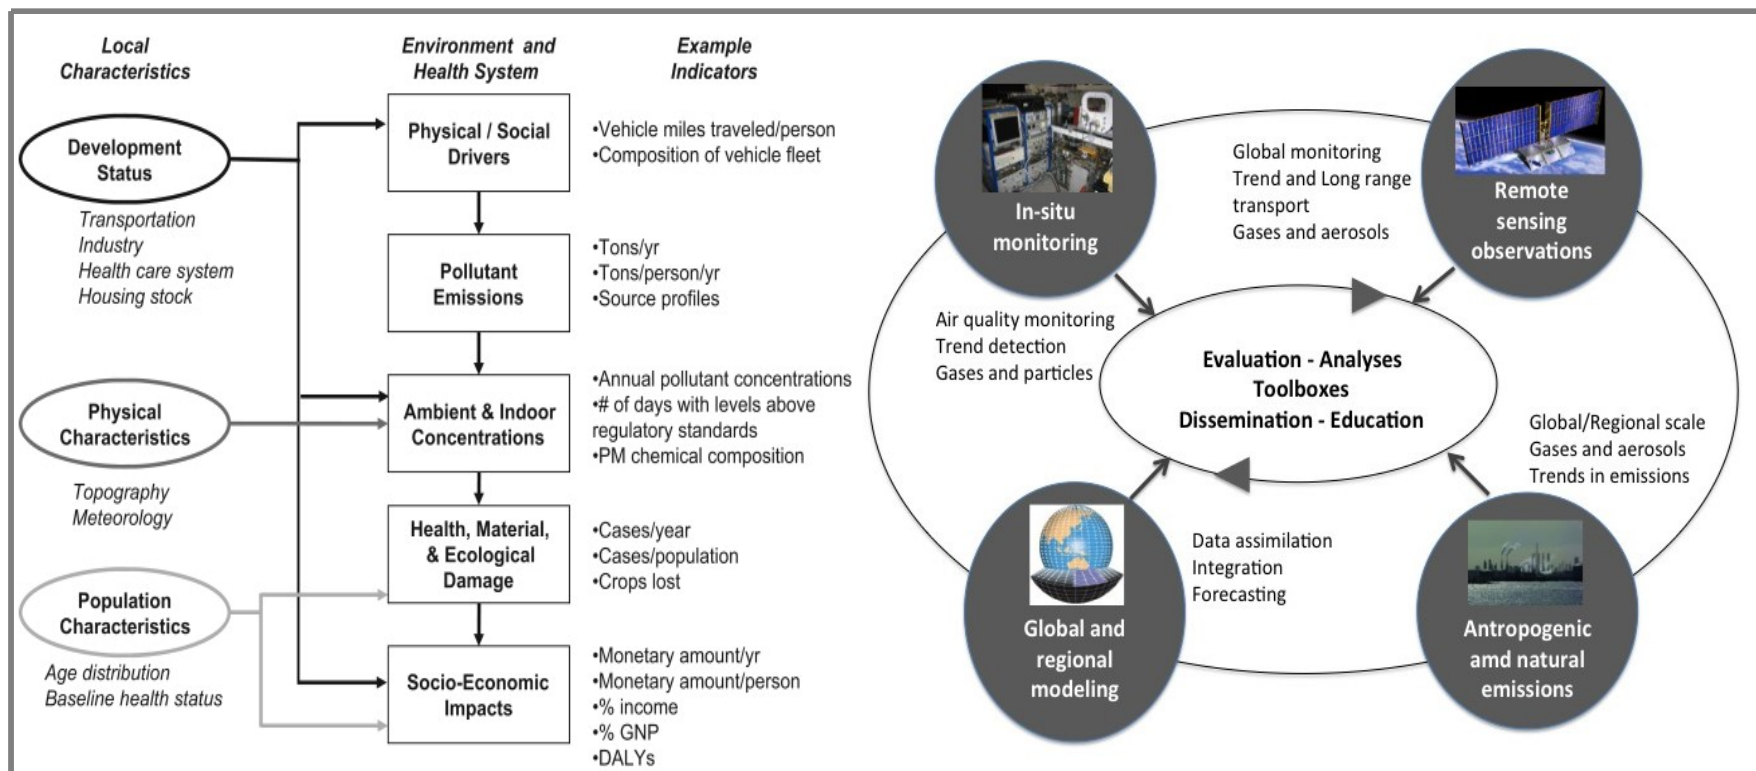 Local
Characteristics
Development
Status
Transportation
Industry
Health care system
Housing stock
Physical
Characteristics
Topography
Meteorology
Population
Characteristics
Age distribution
Baseline health status
Environment and
Health System
Physical / Social
Drivers
Pollutant
Emissions
Ambient & Indoor
Concentrations
Health, Material,
& Ecological
Damage
Socio-Economic
Impacts
Example
Indicators
•Vehicle miles traveled/person
•Composition of vehicle fleet
•Tons/yr
•Tons/person/yr
•Source profiles
•Annual pollutant concentrations
•# of days with levels above
regulatory standards
•PM chemical composition
•Cases/year
•Cases/population
•Crops lost
•Monetary amount/yr
•Monetary amount/person
•% income
•% GNP
•DALYs
In-situ
monitoring
Global monitoring
Trend and Long range
transport
Gases and aerosols
Remote
sensing
observations
Air quality monitoring
Trend detection
Gases and particles
Evaluation - Analyses
Toolboxes
Dissemination - Education
Global/Regional scale
Gases and aerosols
Trends in emissions
Data assimilation
Integration
Forecasting
Global and
regional
modeling
Antropogenic
amd natural
emissions